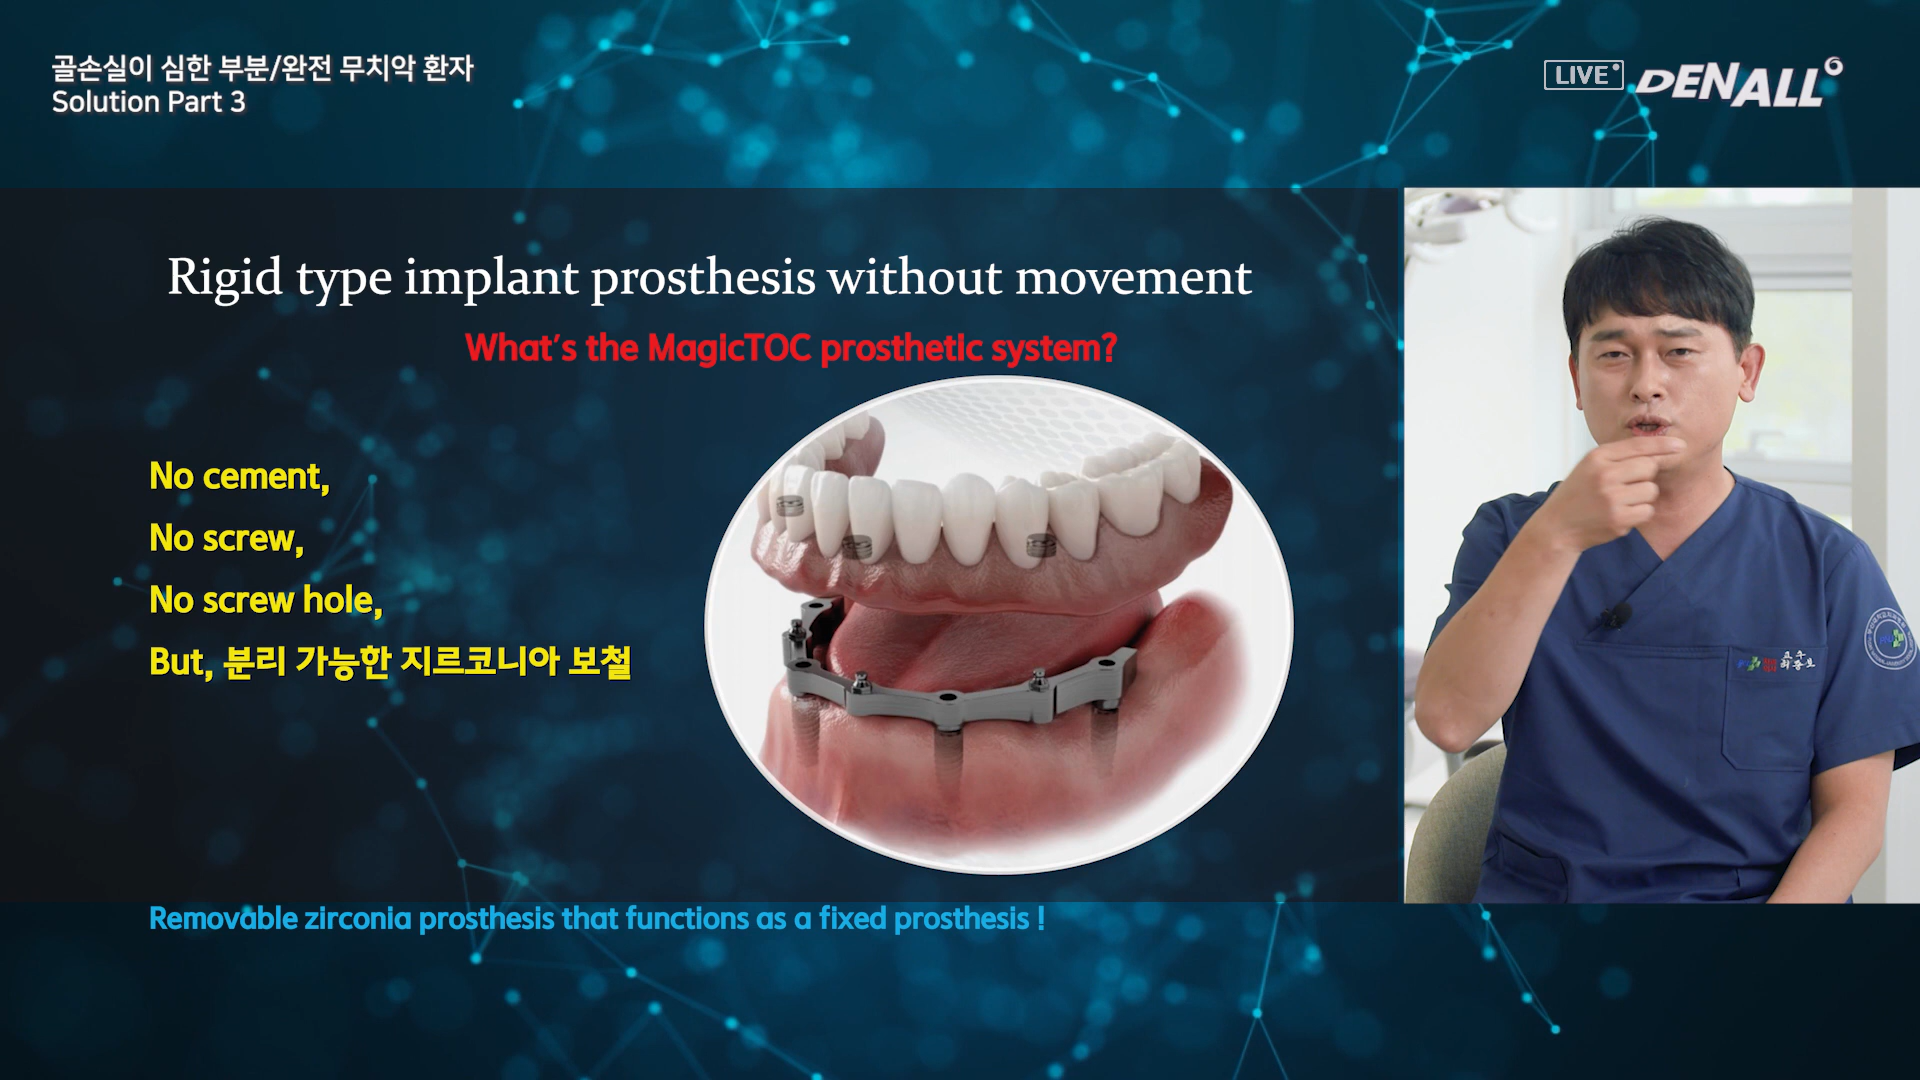 골손실이 심한 부분/완전 무치악 환자
Solution Part 3
LIVE
DENALL
Rigid type implant prosthesis without movement
What's the MagicTOC prosthetic system?
No cement,
No screw,
No screw hole,
But, 분리 가능한 지르코니아 보철
교수
Removable zirconia prosthesis that functions as a fixed prosthesis !